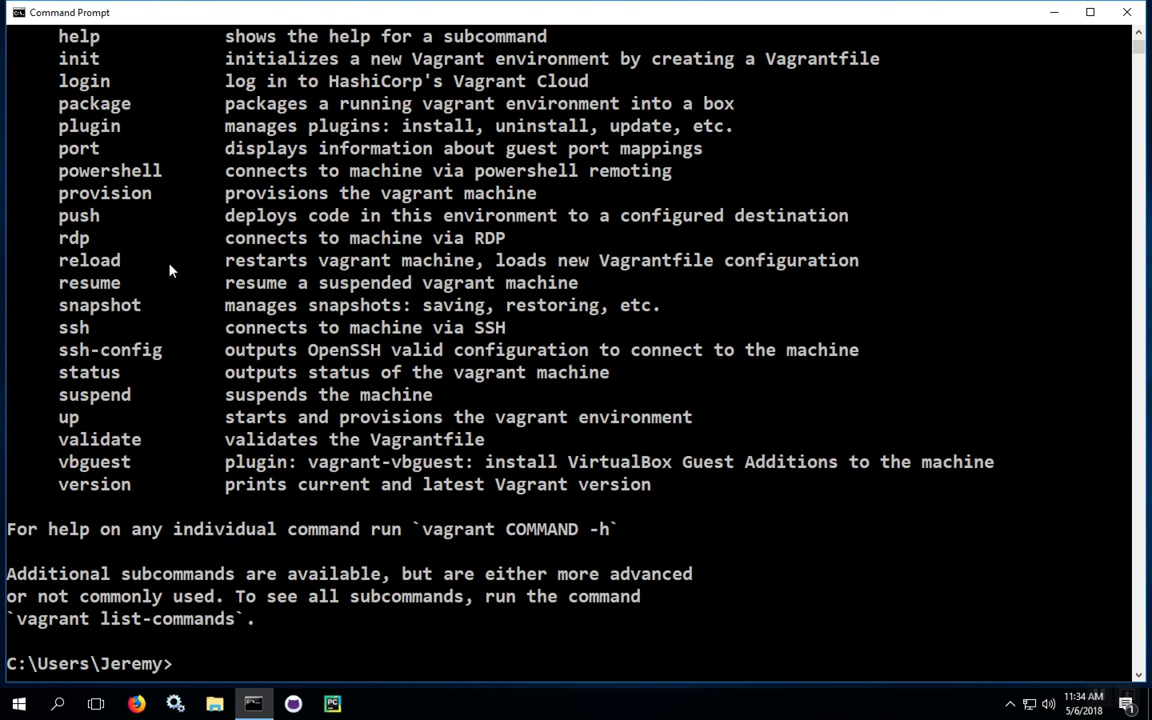 Command Prompt
help            shows the help for a subcommand
init            initializes a new Vagrant environment by creating a Vagrantfile
login           log in to HashiCorp's Vagrant Cloud
package         packages a running vagrant environment into a box
plugin          manages plugins: install, uninstall, update, etc.
port            displays information about guest port mappings
powershell      connects to machine via powershell remoting
provision       provisions the vagrant machine
push            deploys code in this environment to a configured destination
rdp             connects to machine via RDP
reload          restarts vagrant machine, loads new Vagrantfile configuration
resume          resume a suspended vagrant machine
snapshot        manages snapshots: saving, restoring, etc.
ssh             connects to machine via SSH
ssh-config      outputs OpenSSH valid configuration to connect to the machine
status          outputs status of the vagrant machine
suspend         suspends the machine
up              starts and provisions the vagrant environment
validate        validates the Vagrantfile
vbguest         plugin: vagrant-vbguest: install VirtualBox Guest Additions to the machine
version         prints current and latest Vagrant version
For help on any individual command run `vagrant COMMAND -h`
Additional subcommands are available, but are either more advanced
or not commonly used. To see all subcommands, run the command
`vagrant list-commands`.
C:\Users\Jeremy>
PC
11:34 AM
5/6/2018
1